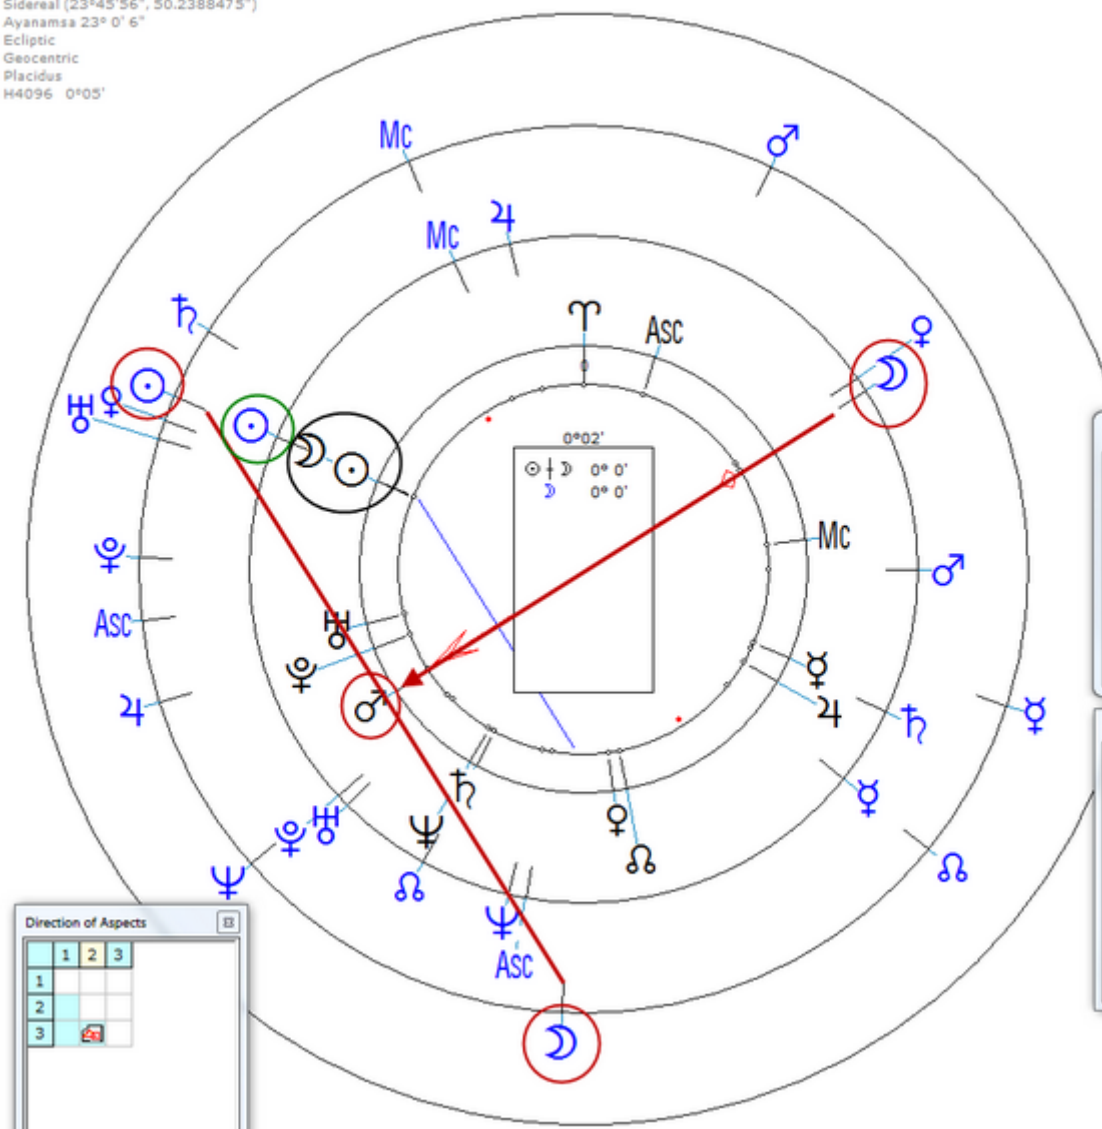 Sidereal (23°45'56", 50.2388475")
Ayanamsa 23° 0' 6"
Ecliptic
Geocentric
Placidus
H4096 0°05'
Mc
♂
Mc ♃
♄
♈
Asc
♀
☉
☽
♅ ♀
☉
☽ ☉
0
0°02'
☉ ☽ 0° 0'
☽ 0° 0'
Mc
♇
♂
Asc
♅
♇
☿
♃
♂
♃
♄
☿
♄
☿
♇ ♅
♆
♀
☊
♆
☊
☊
♆
Asc
☽
Direction of Aspects
1 2 3
1
2
3